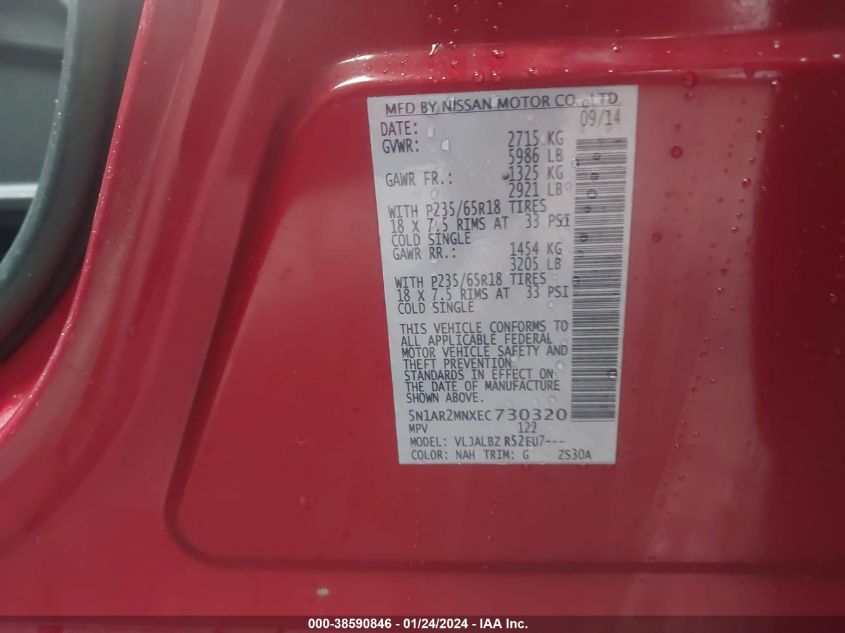 MFD BY NISSAN MOTOR CO., LTD.
DATE: 09/14
GVWR: 2715 KG
5986 LB
GAWR FR.: 1325 KG
2921 LB
WITH P235/65R18 TIRES
18 X 7.5 RIMS AT 33 PSI
COLD SINGLE
GAWR RR.: 1454 KG
3205 LB
WITH P235/65R18 TIRES
18 X 7.5 RIMS AT 33 PSI
COLD SINGLE
THIS VEHICLE CONFORMS TO
ALL APPLICABLE FEDERAL
MOTOR VEHICLE SAFETY AND
THEFT PREVENTION
STANDARDS IN EFFECT ON
THE DATE OF MANUFACTURE
SHOWN ABOVE.
5N1AR2MNXEC730320
MPV 122
MODEL: VLJALBZ R52EU7---
COLOR: NAH TRIM: G ZS30A
000-38590846 - 01/24/2024 - IAA Inc.